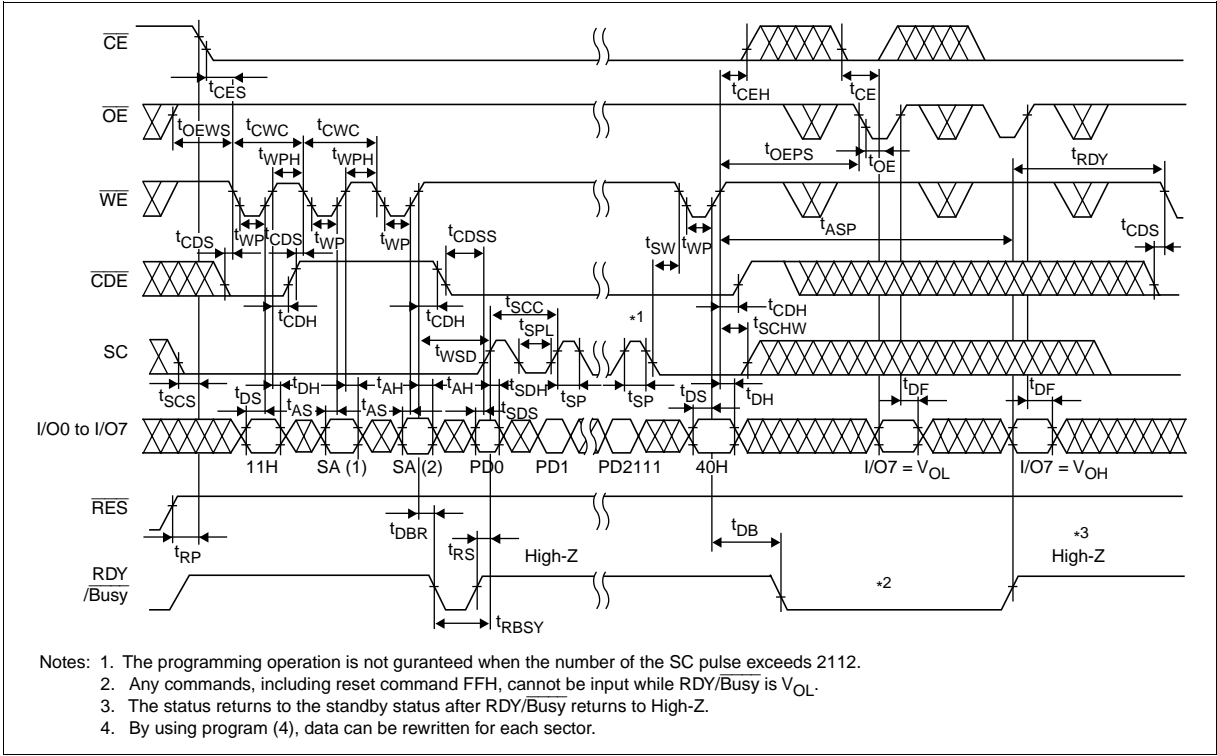 CE
tCES
tCEH
tCE
OE
tOEWS
tCWC
tCWC
tWPH
tWPH
tOEPS
tOE
tRDY
WE
tCDS
tWP
tCDS
tWP
tWP
tCDSS
tSW
tWP
tASP
tCDS
CDE
tCDH
tCDH
tSCC
*1
tCDH
tSPL
tSCHW
SC
tWSD
tSCS
tDS
tDH
tAS
tAH
tAS
tAH
tSDH
tSDS
tSP
tSP
tDS
tDH
tDF
tDF
I/O0 to I/O7
11H
SA (1)
SA (2)
PD0
PD1
PD2111
40H
I/O7 = VOL
I/O7 = VOH
RES
tRP
tDBR
tRS
High-Z
tDB
*3
High-Z
RDY
/Busy
*2
tRBSY
Notes: 1. The programming operation is not guranteed when the number of the SC pulse exceeds 2112.
2. Any commands, including reset command FFH, cannot be input while RDY/Busy is VOL.
3. The status returns to the standby status after RDY/Busy returns to High-Z.
4. By using program (4), data can be rewritten for each sector.